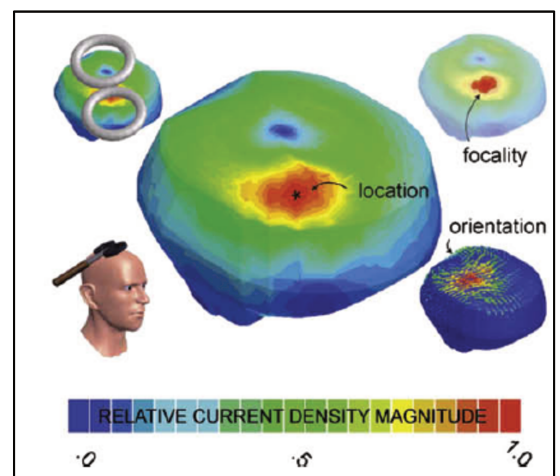 focality
location
orientation
RELATIVE CURRENT DENSITY MAGNITUDE
.0 .5 1.0